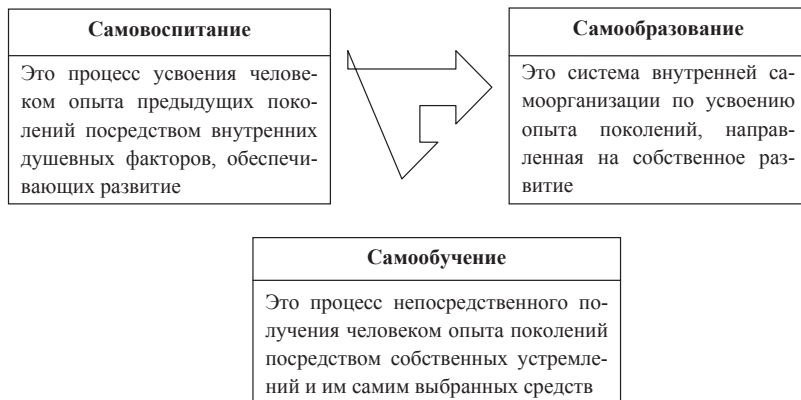 Самовоспитание
Это процесс усвоения челове-
ком опыта предыдущих поко-
лений посредством внутренних
душевных факторов, обеспечи-
вающих развитие
Самообразование
Это система внутренней са-
моорганизации по усвоению
опыта поколений, направ-
ленная на собственное раз-
витие
Самообучение
Это процесс непосредственного по-
лучения человеком опыта поколений
посредством собственных устремле-
ний и им самим выбранных средств